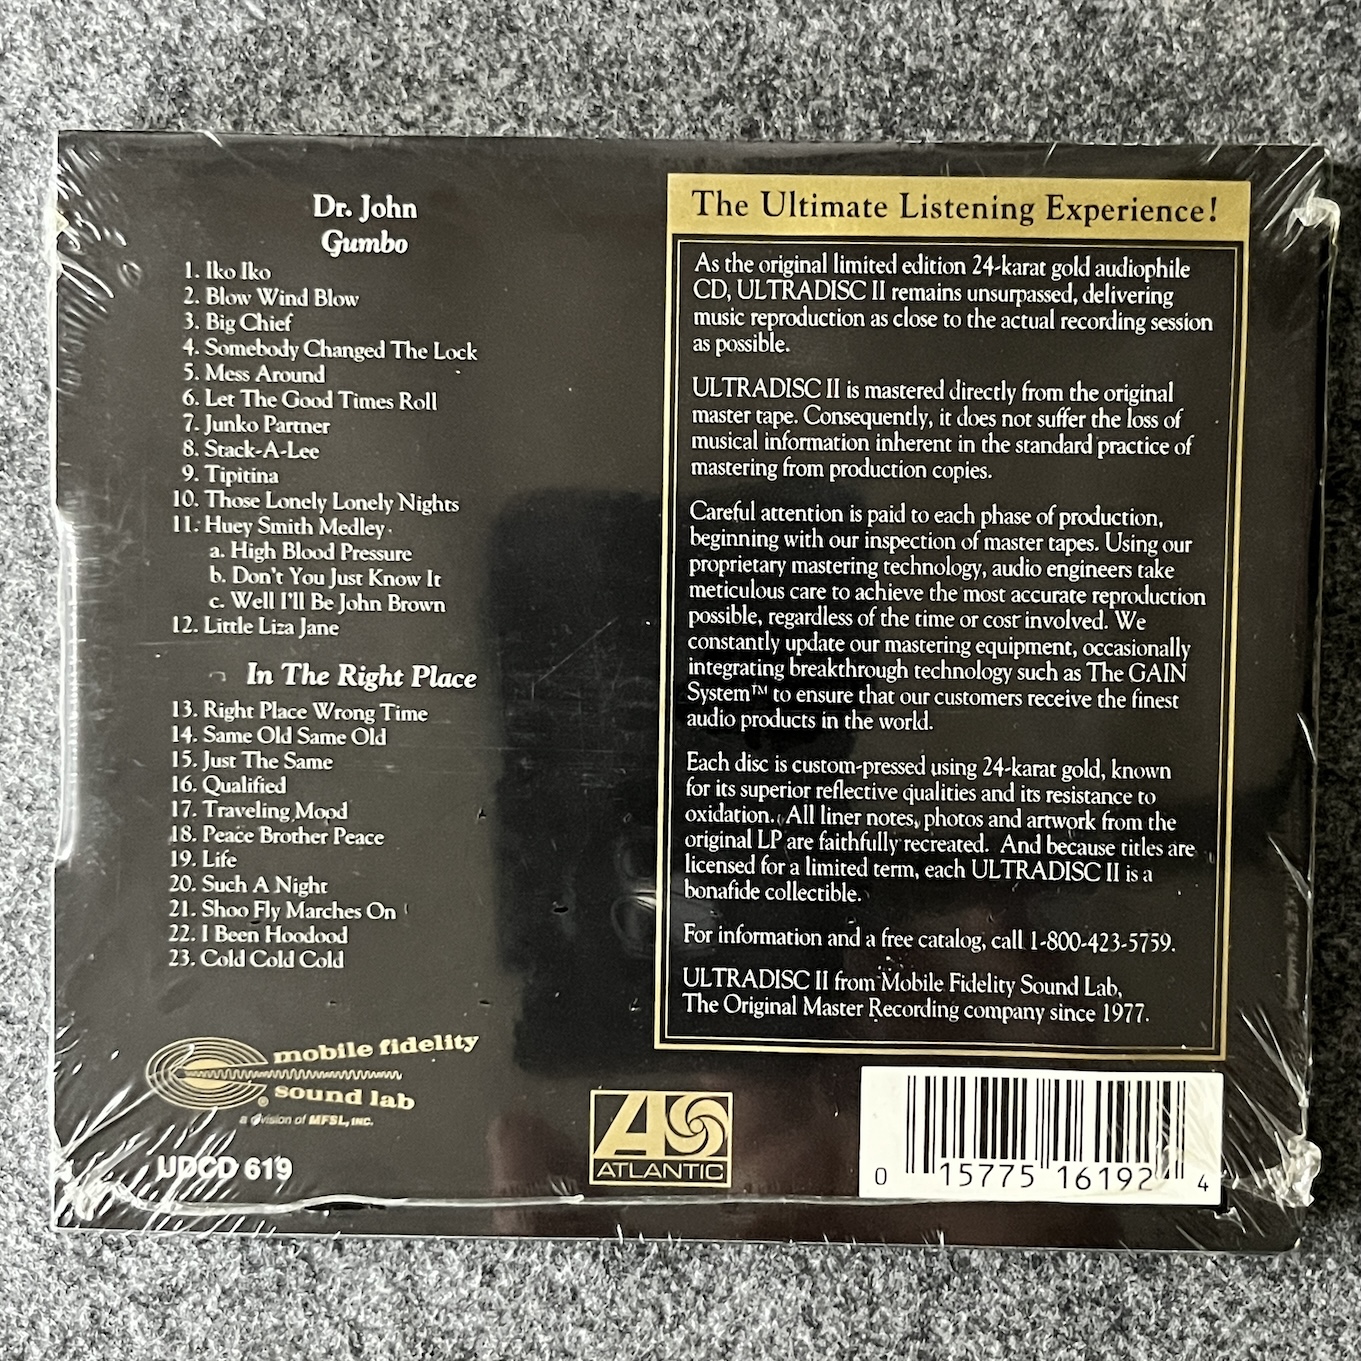 Dr. John
Gumbo
1. Iko Iko
2. Blow Wind Blow
3. Big Chief
4. Somebody Changed The Lock
5. Mess Around
6. Let The Good Times Roll
7. Junko Partner
8. Stack-A-Lee
9. Tipitina
10. Those Lonely Lonely Nights
11. Huey Smith Medley
a. High Blood Pressure
b. Don't You Just Know It
c. Well I'll Be John Brown
12. Little Liza Jane
In The Right Place
13. Right Place Wrong Time
14. Same Old Same Old
15. Just The Same
16. Qualified
17. Traveling Mood
18. Peace Brother Peace
19. Life
20. Such A Night
21. Shoo Fly Marches On
22. I Been Hoodood
23. Cold Cold Cold
mobile fidelity
sound lab ®
a division of MFSL, INC.
UDCD 619
The Ultimate Listening Experience!
As the original limited edition 24-karat gold audiophile
CD, ULTRADISC II remains unsurpassed, delivering
music reproduction as close to the actual recording session
as possible.
ULTRADISC II is mastered directly from the original
master tape. Consequently, it does not suffer the loss of
musical information inherent in the standard practice of
mastering from production copies.
Careful attention is paid to each phase of production,
beginning with our inspection of master tapes. Using our
proprietary mastering technology, audio engineers take
meticulous care to achieve the most accurate reproduction
possible, regardless of the time or cost involved. We
constantly update our mastering equipment, occasionally
integrating breakthrough technology such as The GAIN
System™ to ensure that our customers receive the finest
audio products in the world.
Each disc is custom-pressed using 24-karat gold, known
for its superior reflective qualities and its resistance to
oxidation. All liner notes, photos and artwork from the
original LP are faithfully recreated. And because titles are
licensed for a limited term, each ULTRADISC II is a
bonafide collectible.
For information and a free catalog, call 1-800-423-5759.
ULTRADISC II from Mobile Fidelity Sound Lab,
The Original Master Recording company since 1977.
ATLANTIC
0 15775 16192 4